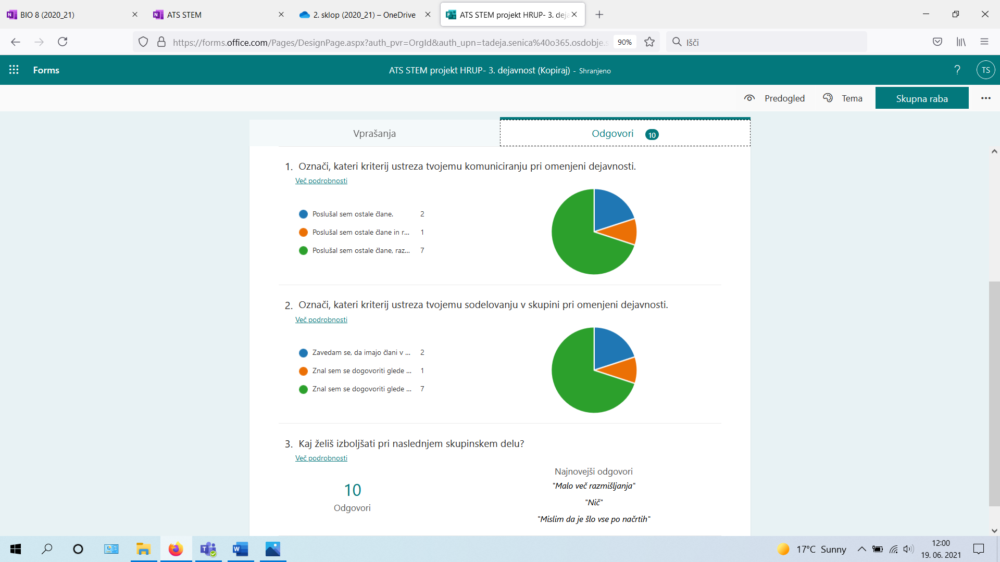 BIO 8 (2020_21)
ATS STEM
2. sklop (2020_21) – OneDrive
ATS STEM projekt HRUP- 3. deja
https://forms.office.com/Pages/DesignPage.aspx?auth_pvr=OrgId&auth_upn=tadeja.senica%40o365.osdobje.s
90%
Išči
Forms
ATS STEM projekt HRUP- 3. dejavnost (Kopiraj) - Shranjeno
?
TS
Predogled
Tema
Skupna raba
Vprašanja
Odgovori 10
1. Označi, kateri kriterij ustreza tvojemu komuniciranju pri omenjeni dejavnosti.
Več podrobnosti
Poslušal sem ostale člane. 2
Poslušal sem ostale člane in r... 1
Poslušal sem ostale člane, raz... 7
2. Označi, kateri kriterij ustreza tvojemu sodelovanju v skupini pri omenjeni dejavnosti.
Več podrobnosti
Zavedam se, da imajo člani v ... 2
Znal sem se dogovoriti glede ... 1
Znal sem se dogovoriti glede ... 7
3. Kaj želiš izboljšati pri naslednjem skupinskem delu?
Več podrobnosti
10
Odgovori
Najnovejši odgovori
"Malo več razmišljanja"
"Nič"
"Mislim da je šlo vse po načrtih"
17°C Sunny
12:00
19. 06. 2021